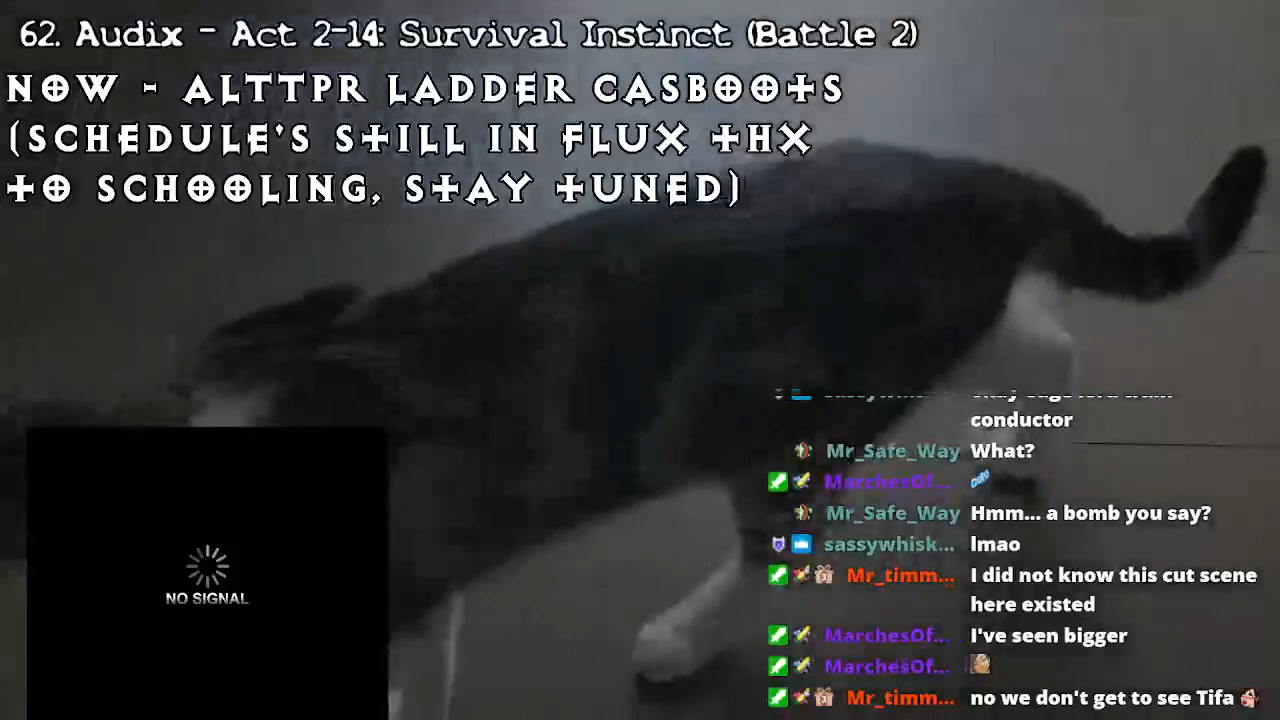 62. Audix - Act 2-14: Survival Instinct (Battle 2)
NOW - ALTTPR LADDER CASBOOTS
(SCHEDULE'S STILL IN FLUX THX
TO SCHOOLING, STAY TUNED)
conductor
Mr_Safe_Way What?
MarchesOf...
Mr_Safe_Way Hmm... a bomb you say?
sassywhisk... lmao
Mr_timm... I did not know this cut scene
here existed
MarchesOf... I've seen bigger
MarchesOf...
Mr_timm... no we don't get to see Tifa
NO SIGNAL